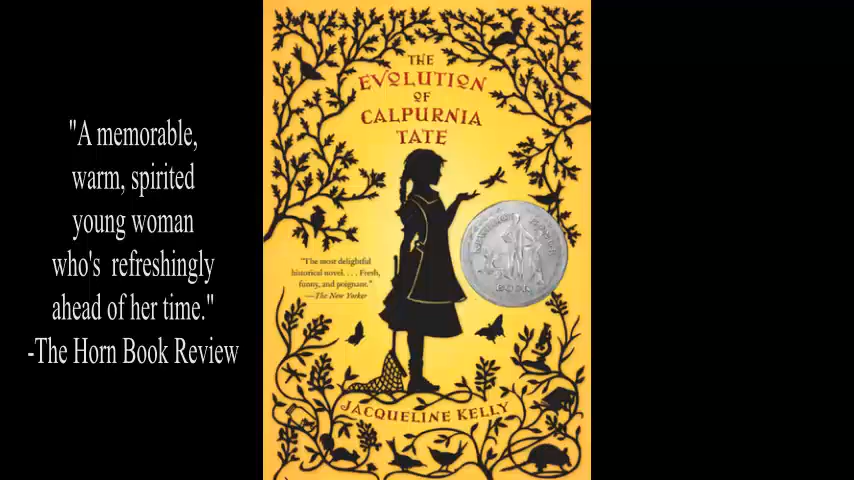 "A memorable,
warm, spirited
young woman
who's refreshingly
ahead of her time."
-The Horn Book Review
THE
EVOLUTION
OF
CALPURNIA
TATE
"The most delightful
historical novel. . . . Fresh,
funny, and poignant."
—The New Yorker
BOOK
JACQUELINE KELLY